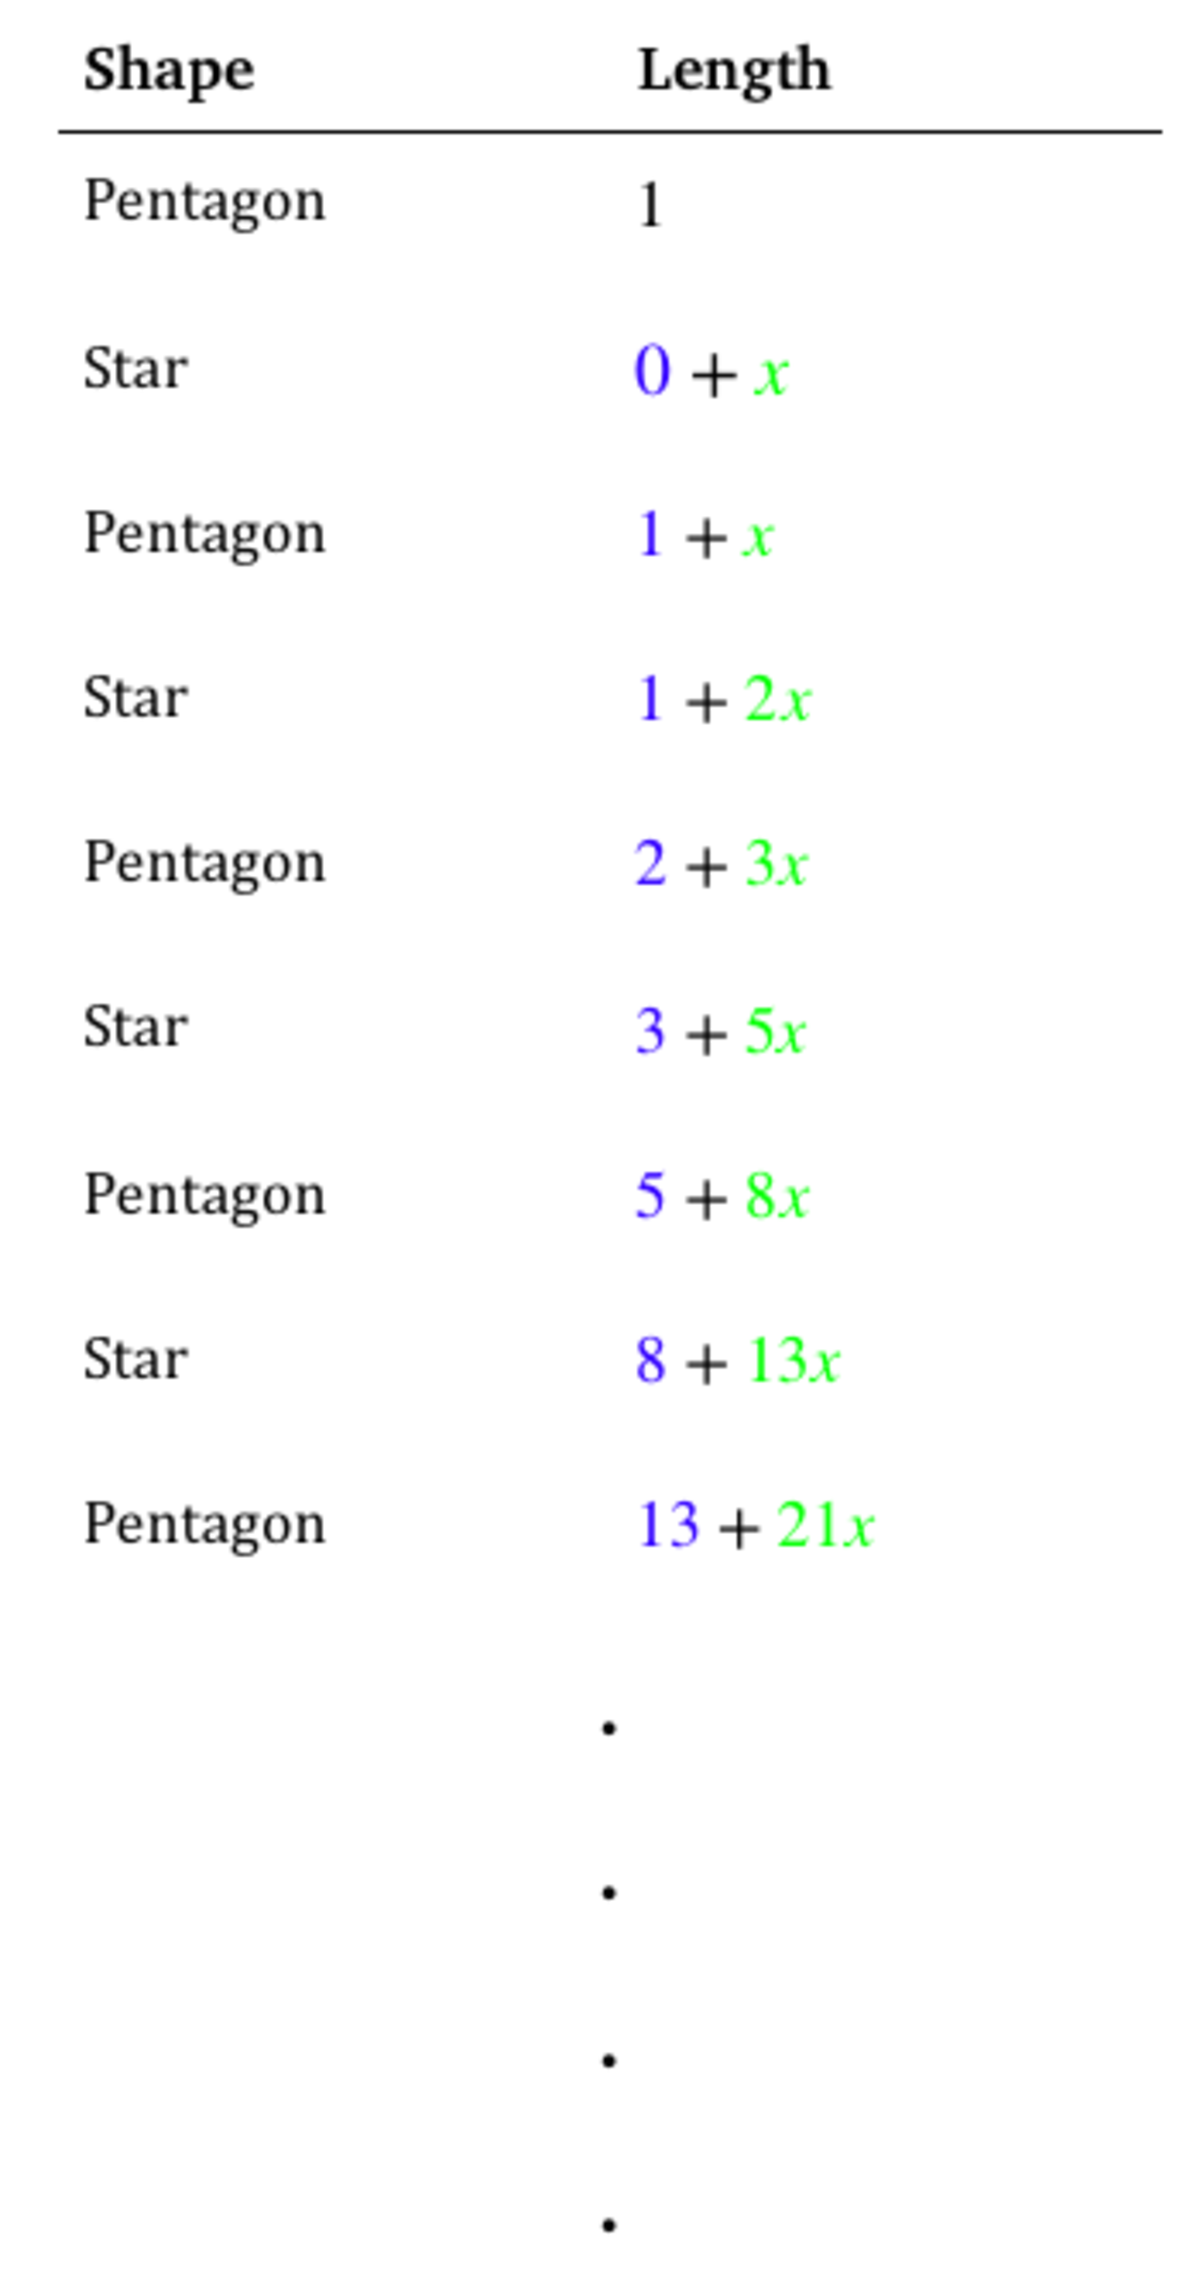 Shape Length
Pentagon 1
Star 0 + x
Pentagon 1 + x
Star 1 + 2x
Pentagon 2 + 3x
Star 3 + 5x
Pentagon 5 + 8x
Star 8 + 13x
Pentagon 13 + 21x
.
.
.
.